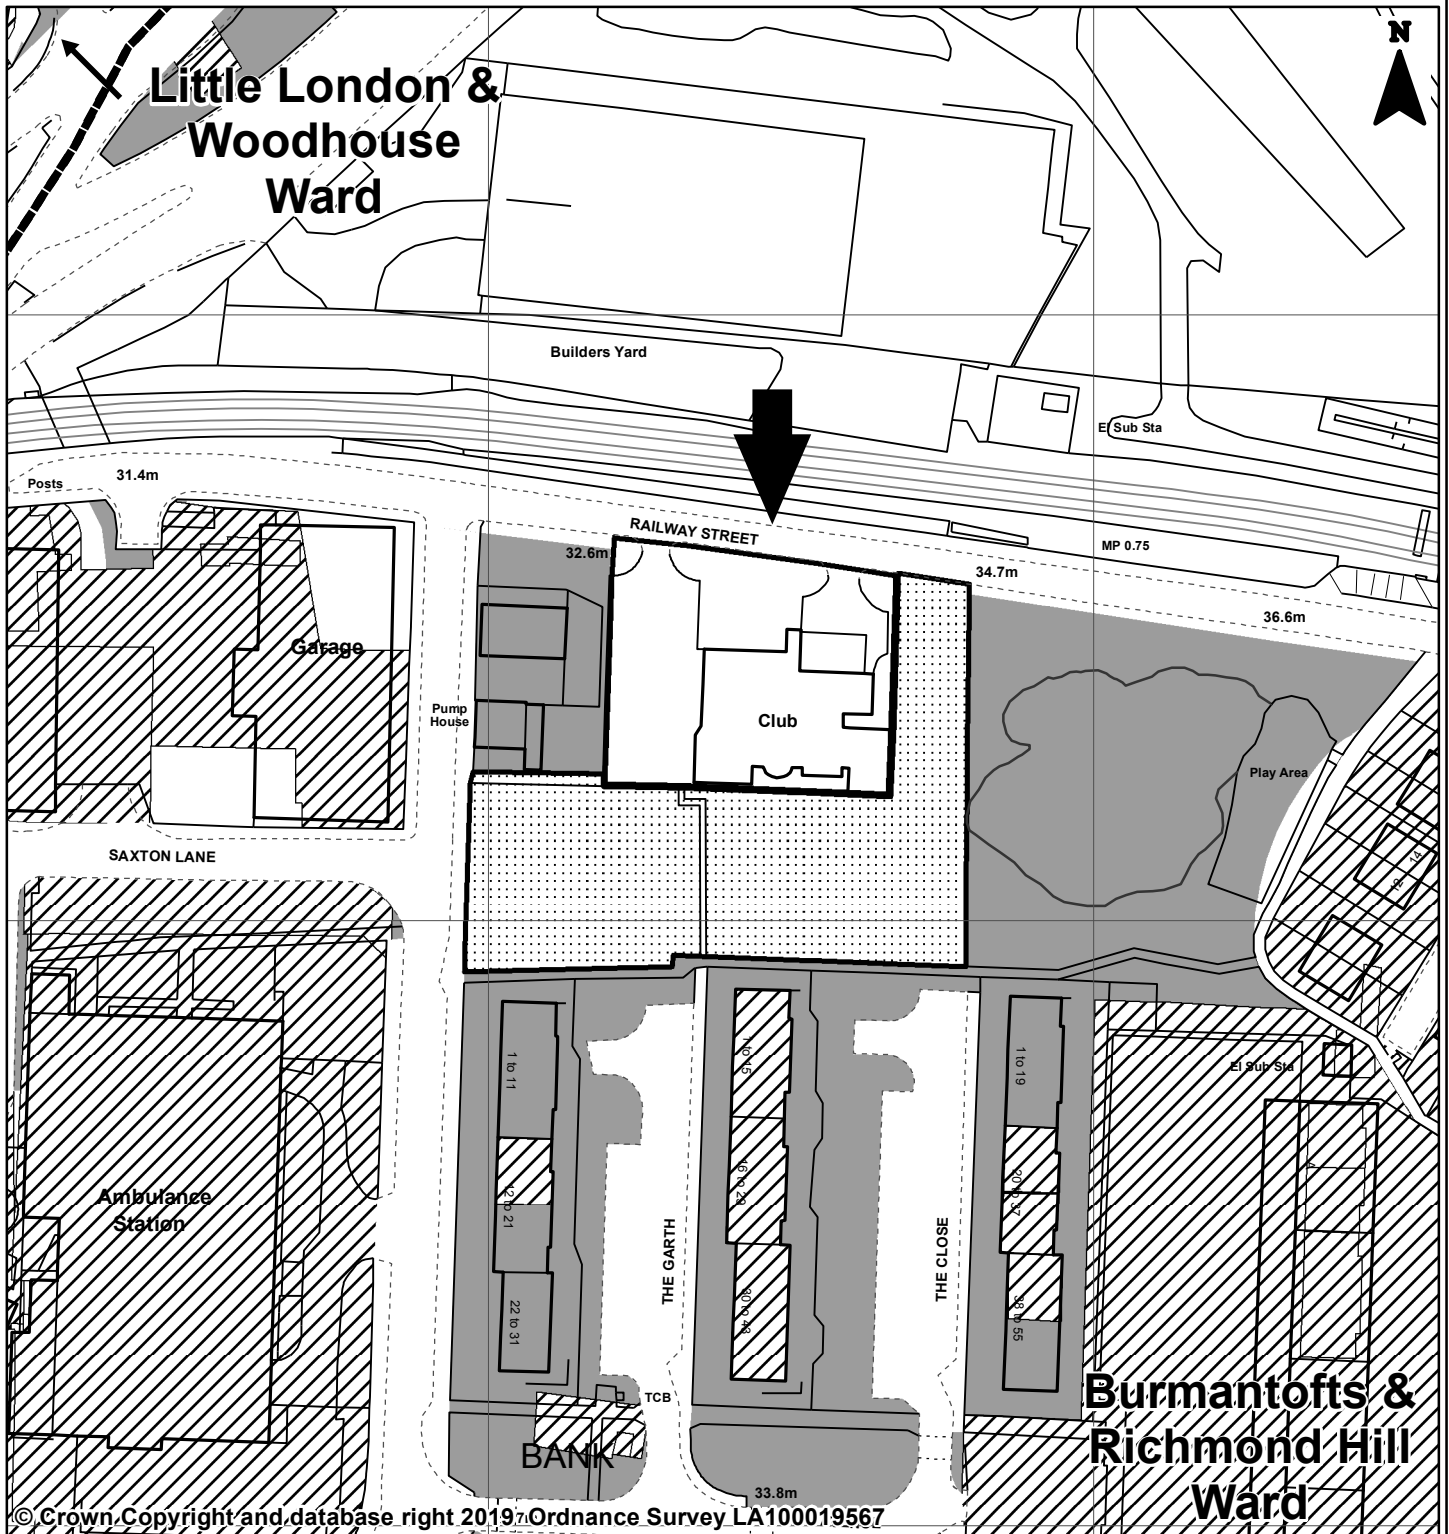 N
Little London &
Woodhouse
Ward
Builders Yard
El Sub Sta
Posts
31.4m
RAILWAY STREET
MP 0.75
32.6m
34.7m
36.6m
Garage
Pump
House
Club
Play Area
14
12
SAXTON LANE
1 to 11
1 to 15
1 to 19
El Sub Sta
12 to 21
16 to 29
20 to 37
Ambulance
Station
THE GARTH
THE CLOSE
22 to 31
30 to 43
38 to 55
TCB
BANK
Burmantofts &
Richmond Hill
Ward
33.8m
© Crown Copyright and database right 2019 Ordnance Survey LA100019567